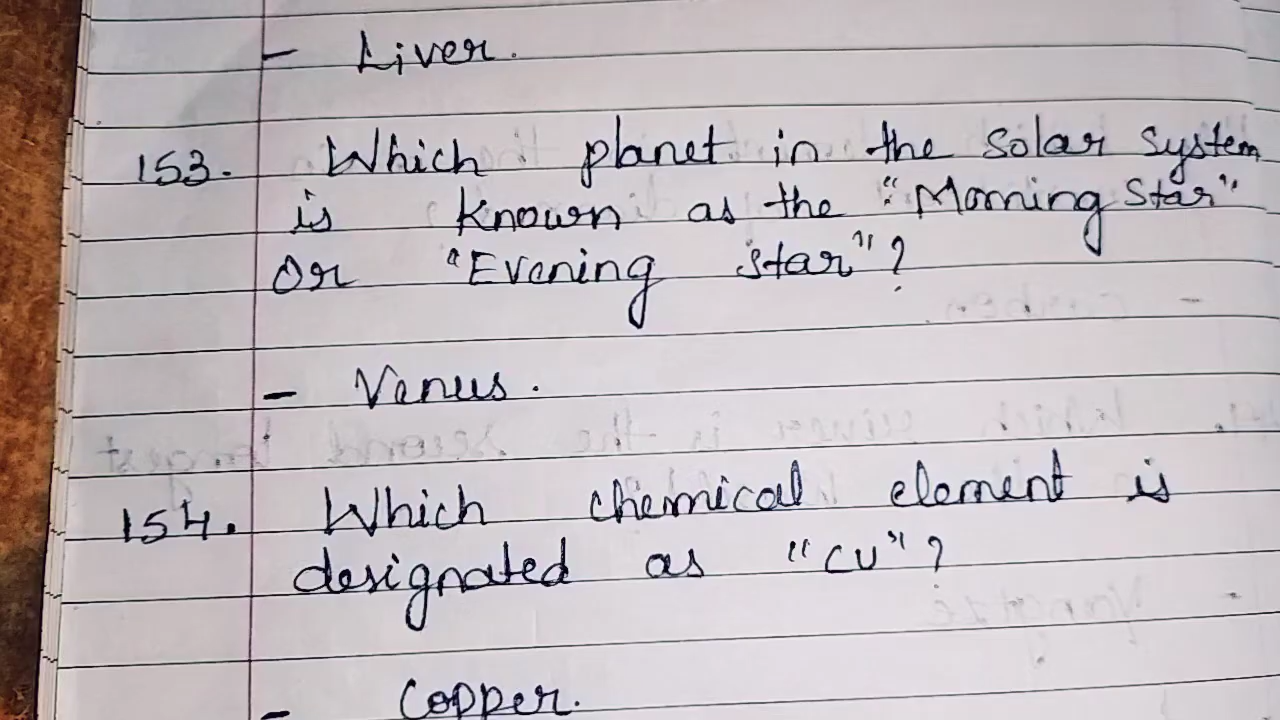 - Liver.
153. Which planet in the solar system
is known as the "Morning Star"
or "Evening star"?
- Venus.
154. Which chemical element is
designated as "CU"?
- Copper.